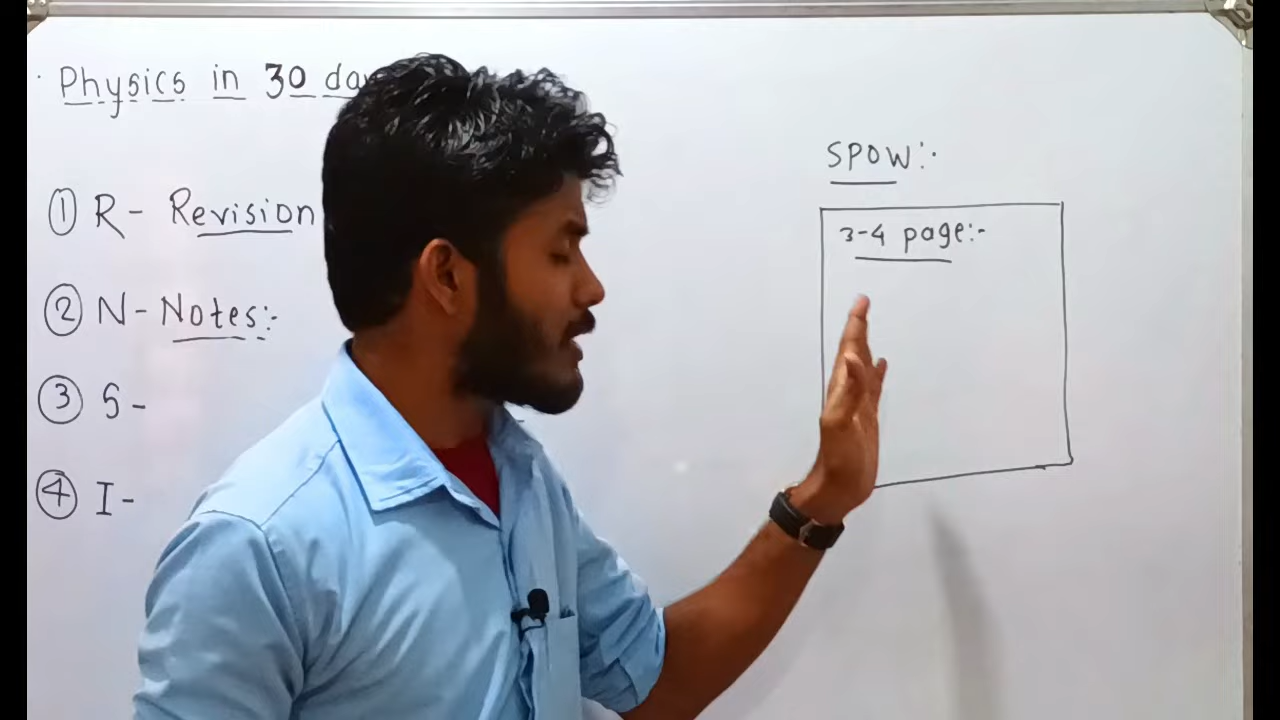 Physics in 30
① R- Revision
② N- Notes:-
③ S-
④ I-
SPOW:-
3-4 page:-